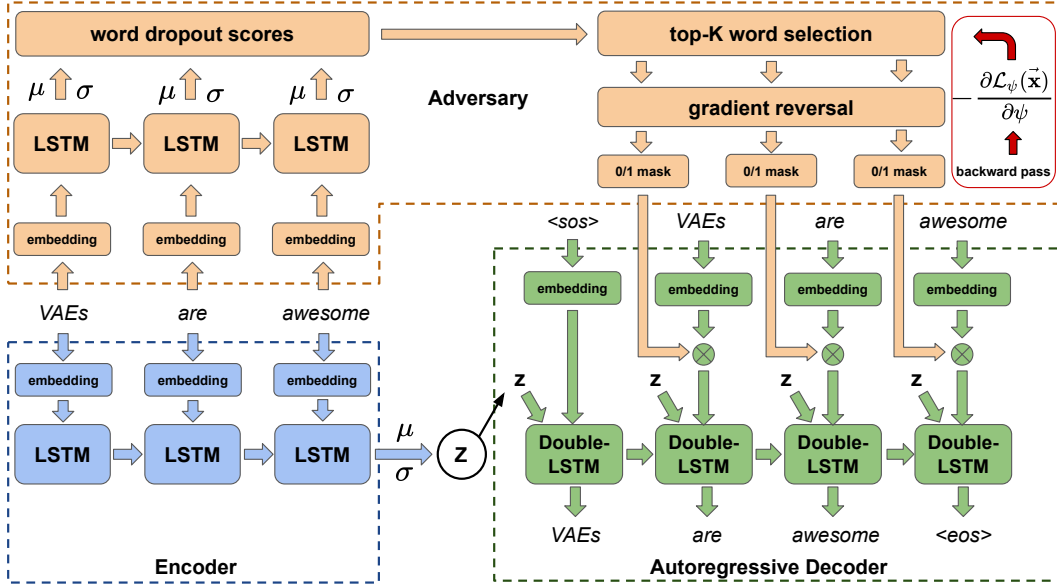 word dropout scores
top-K word selection
μ σ μ σ μ σ
Adversary
gradient reversal
− ∂ℒψ(x⃗) / ∂ψ
backward pass
LSTM LSTM LSTM
0/1 mask 0/1 mask 0/1 mask
embedding embedding embedding
<sos> VAEs are awesome
embedding embedding embedding embedding
VAEs are awesome
embedding embedding embedding
z z z z
LSTM LSTM LSTM
μ
σ
z
Double-LSTM Double-LSTM Double-LSTM Double-LSTM
VAEs are awesome <eos>
Encoder
Autoregressive Decoder